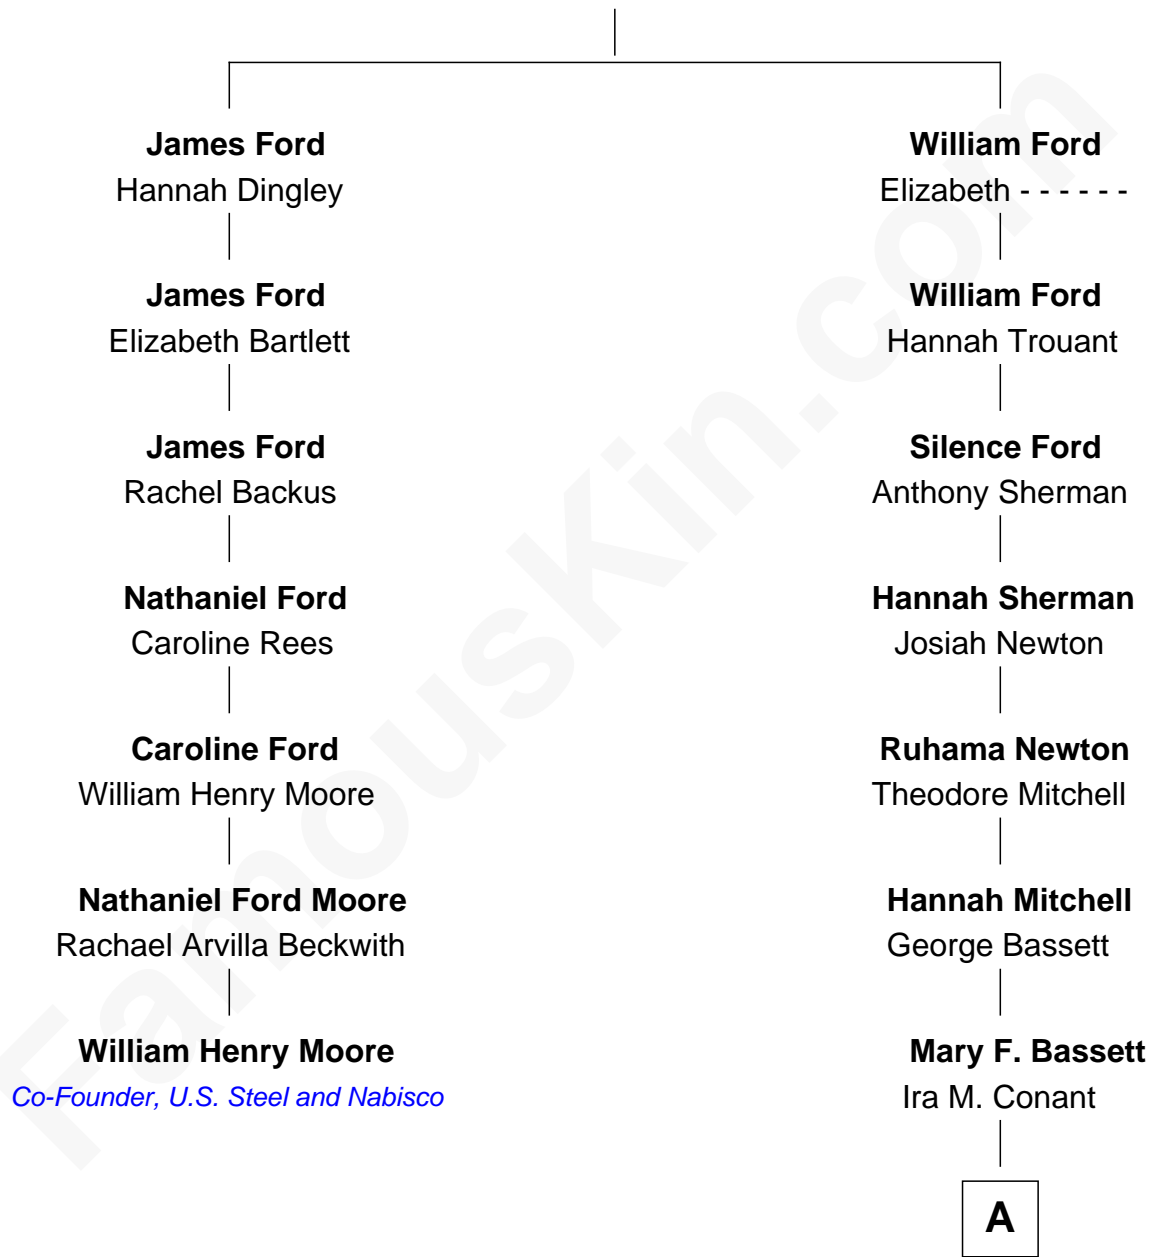 James Ford
Hannah Dingley
James Ford
Elizabeth Bartlett
James Ford
Rachel Backus
Nathaniel Ford
Caroline Rees
Caroline Ford
William Henry Moore
Nathaniel Ford Moore
Rachael Arvilla Beckwith
William Henry Moore
Co-Founder, U.S. Steel and Nabisco
William Ford
Elizabeth - - - - - -
William Ford
Hannah Trouant
Silence Ford
Anthony Sherman
Hannah Sherman
Josiah Newton
Ruhama Newton
Theodore Mitchell
Hannah Mitchell
George Bassett
Mary F. Bassett
Ira M. Conant
A
FamousKin.com